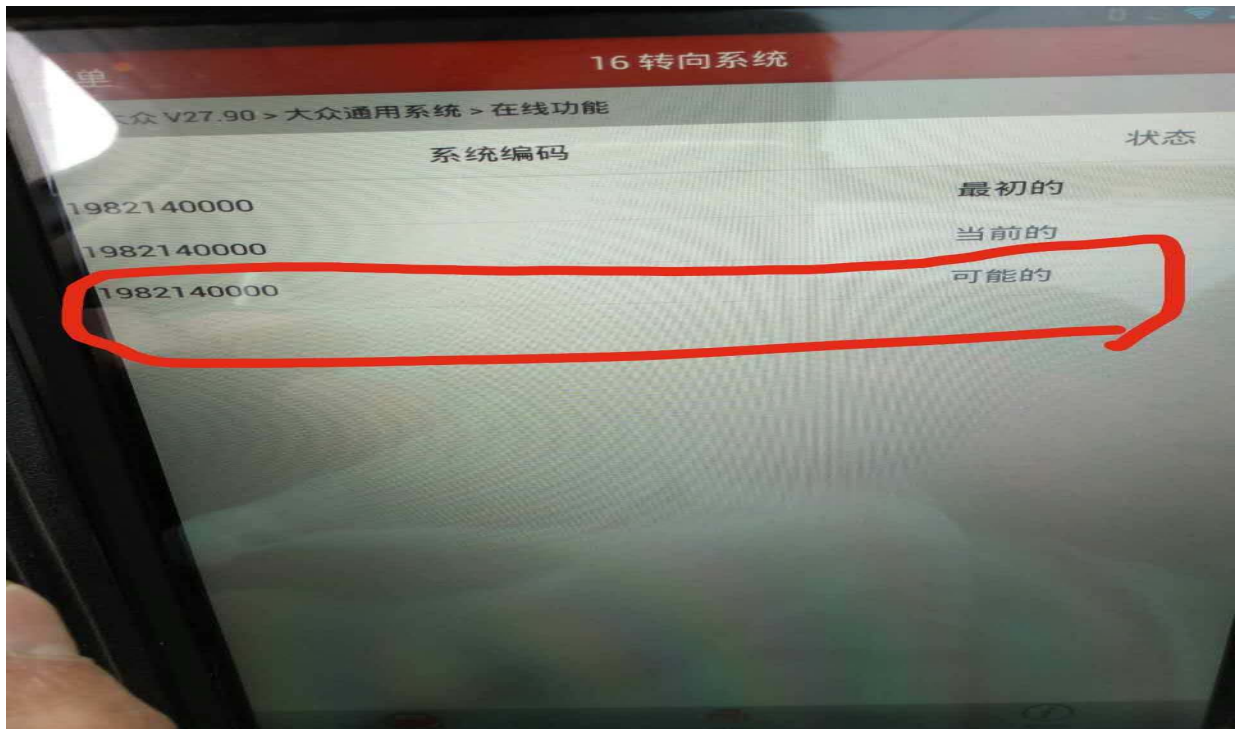 单
16 转向系统
众 V27.90 > 大众通用系统 > 在线功能
系统编码 状态
1982140000 最初的
1982140000 当前的
1982140000 可能的